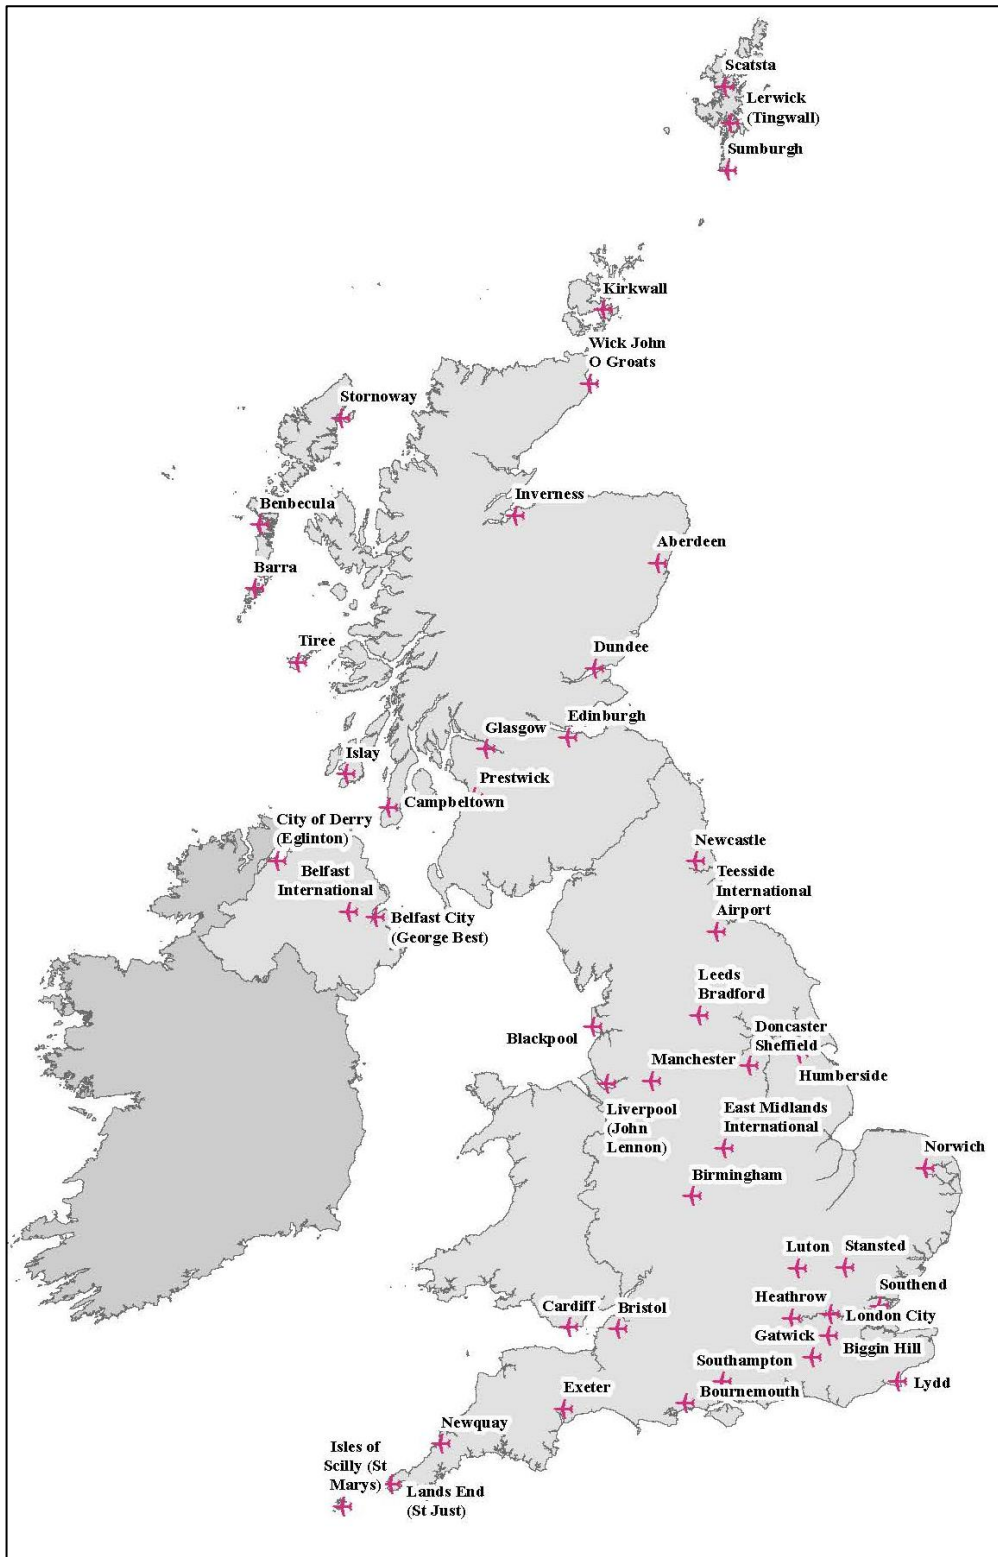 Scatsta
Lerwick
(Tingwall)
Sumburgh
Kirkwall
Wick John
O Groats
Stornoway
Inverness
Benbecula
Aberdeen
Barra
Tiree
Dundee
Edinburgh
Glasgow
Islay
Prestwick
Campbeltown
City of Derry
(Eglinton)
Belfast
International
Belfast City
(George Best)
Newcastle
Teesside
International
Airport
Leeds
Bradford
Blackpool
Doncaster
Sheffield
Manchester
Humberside
Liverpool
(John
Lennon)
East Midlands
International
Norwich
Birmingham
Luton
Stansted
Southend
Heathrow
London City
Cardiff
Bristol
Gatwick
Biggin Hill
Southampton
Lydd
Bournemouth
Exeter
Newquay
Isles of
Scilly (St
Marys)
Lands End
(St Just)